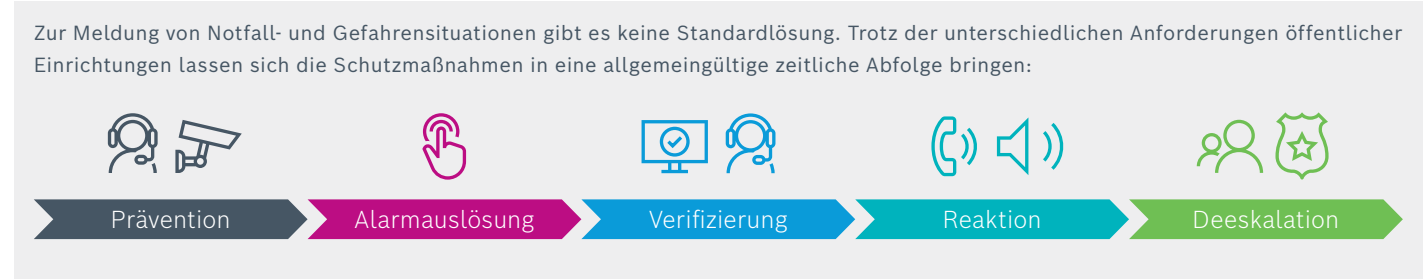 Zur Meldung von Notfall- und Gefahrensituationen gibt es keine Standardlösung. Trotz der unterschiedlichen Anforderungen öffentlicher
Einrichtungen lassen sich die Schutzmaßnahmen in eine allgemeingültige zeitliche Abfolge bringen:
Prävention
Alarmauslösung
Verifizierung
Reaktion
Deeskalation